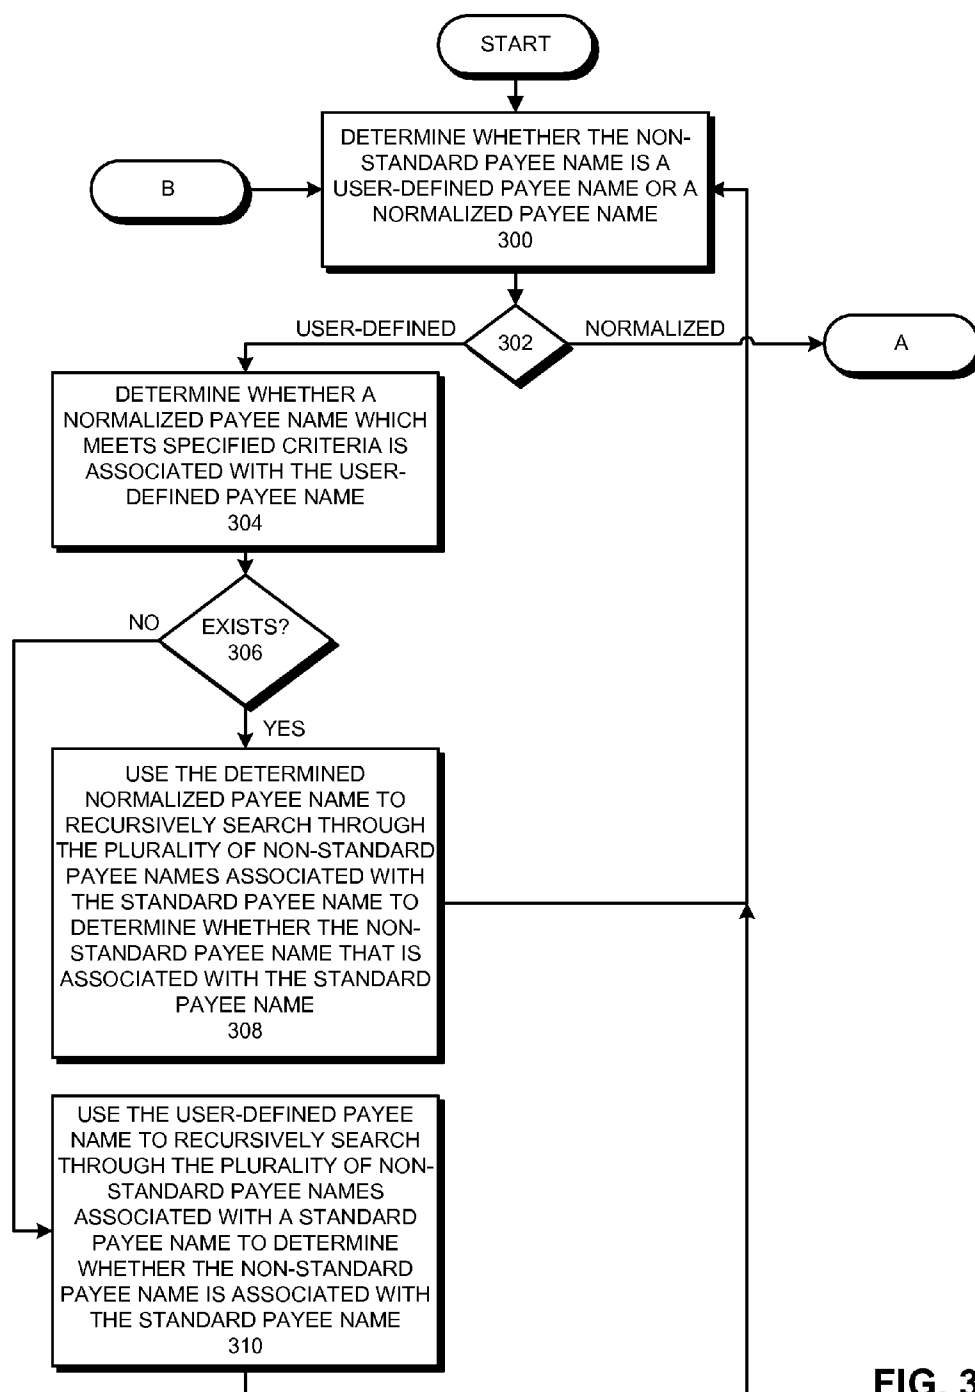 START
DETERMINE WHETHER THE NON-
STANDARD PAYEE NAME IS A
USER-DEFINED PAYEE NAME OR A
NORMALIZED PAYEE NAME
300
B
USER-DEFINED
302
NORMALIZED
A
DETERMINE WHETHER A
NORMALIZED PAYEE NAME WHICH
MEETS SPECIFIED CRITERIA IS
ASSOCIATED WITH THE USER-
DEFINED PAYEE NAME
304
NO
EXISTS?
306
YES
USE THE DETERMINED
NORMALIZED PAYEE NAME TO
RECURSIVELY SEARCH THROUGH
THE PLURALITY OF NON-STANDARD
PAYEE NAMES ASSOCIATED WITH
THE STANDARD PAYEE NAME TO
DETERMINE WHETHER THE NON-
STANDARD PAYEE NAME THAT IS
ASSOCIATED WITH THE STANDARD
PAYEE NAME
308
USE THE USER-DEFINED PAYEE
NAME TO RECURSIVELY SEARCH
THROUGH THE PLURALITY OF NON-
STANDARD PAYEE NAMES
ASSOCIATED WITH A STANDARD
PAYEE NAME TO DETERMINE
WHETHER THE NON-STANDARD
PAYEE NAME IS ASSOCIATED WITH
THE STANDARD PAYEE NAME
310
FIG. 3